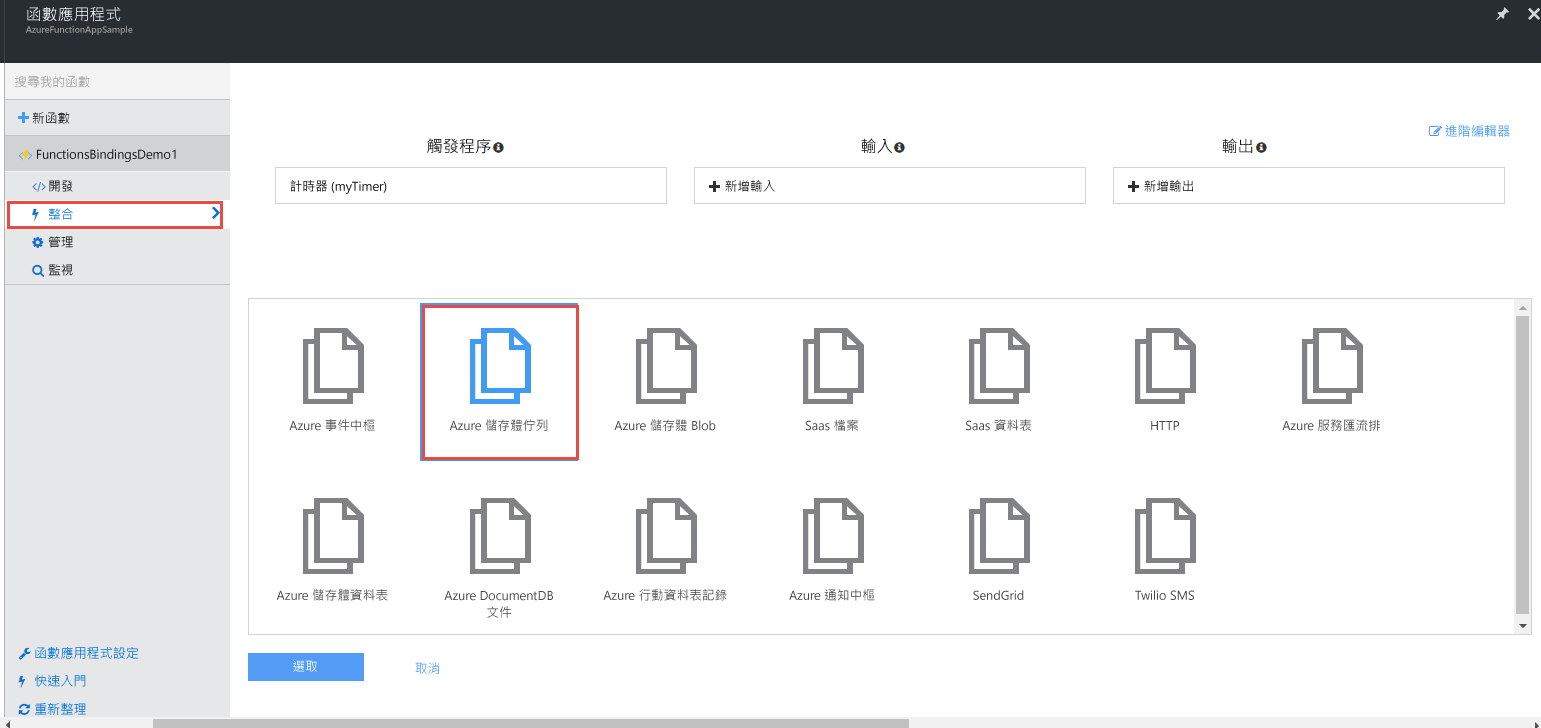 函數應用程式
AzureFunctionAppSample
搜尋我的函數
新函數
FunctionsBindingsDemo1
開發
整合
管理
監視
函數應用程式設定
快速入門
重新整理
進階編輯器
觸發程序
輸入
輸出
計時器 (myTimer)
新增輸入
新增輸出
Azure 事件中樞
Azure 儲存體佇列
Azure 儲存體 Blob
Saas 檔案
Saas 資料表
HTTP
Azure 服務匯流排
Azure 儲存體資料表
Azure DocumentDB
文件
Azure 行動資料表記錄
Azure 通知中樞
SendGrid
Twilio SMS
選取
取消